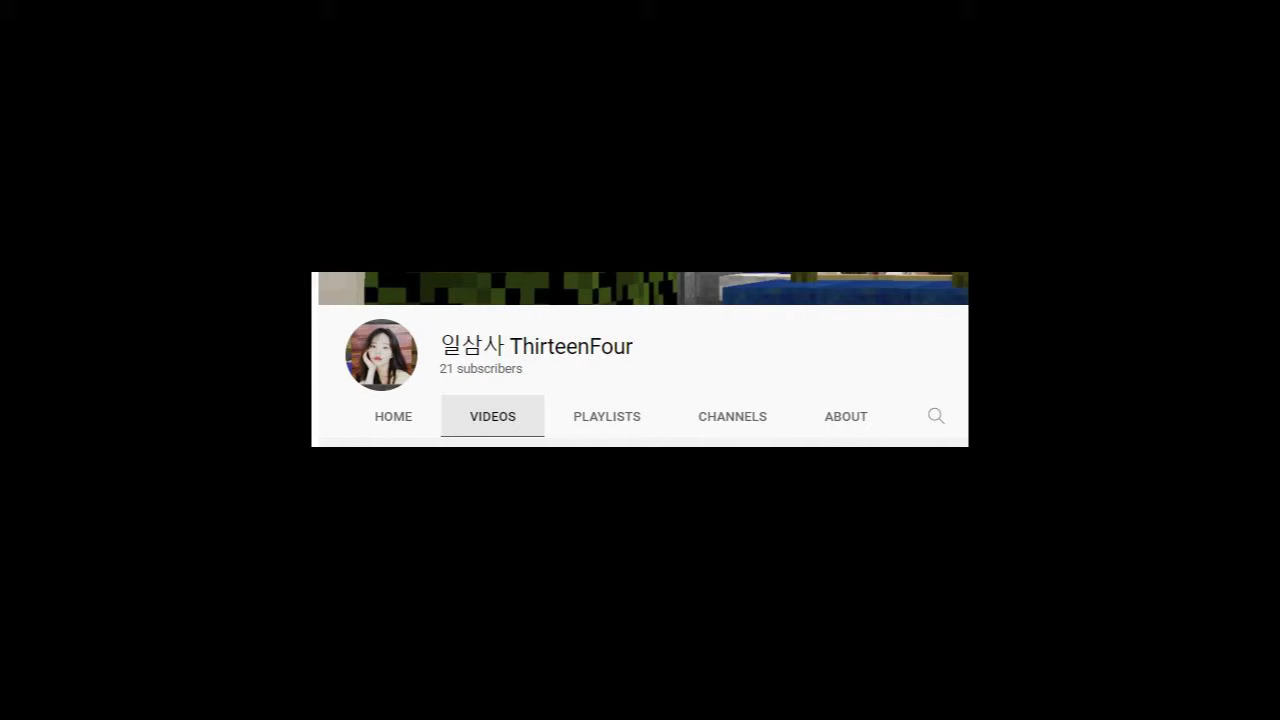 일삼사 ThirteenFour
21 subscribers
HOME VIDEOS PLAYLISTS CHANNELS ABOUT